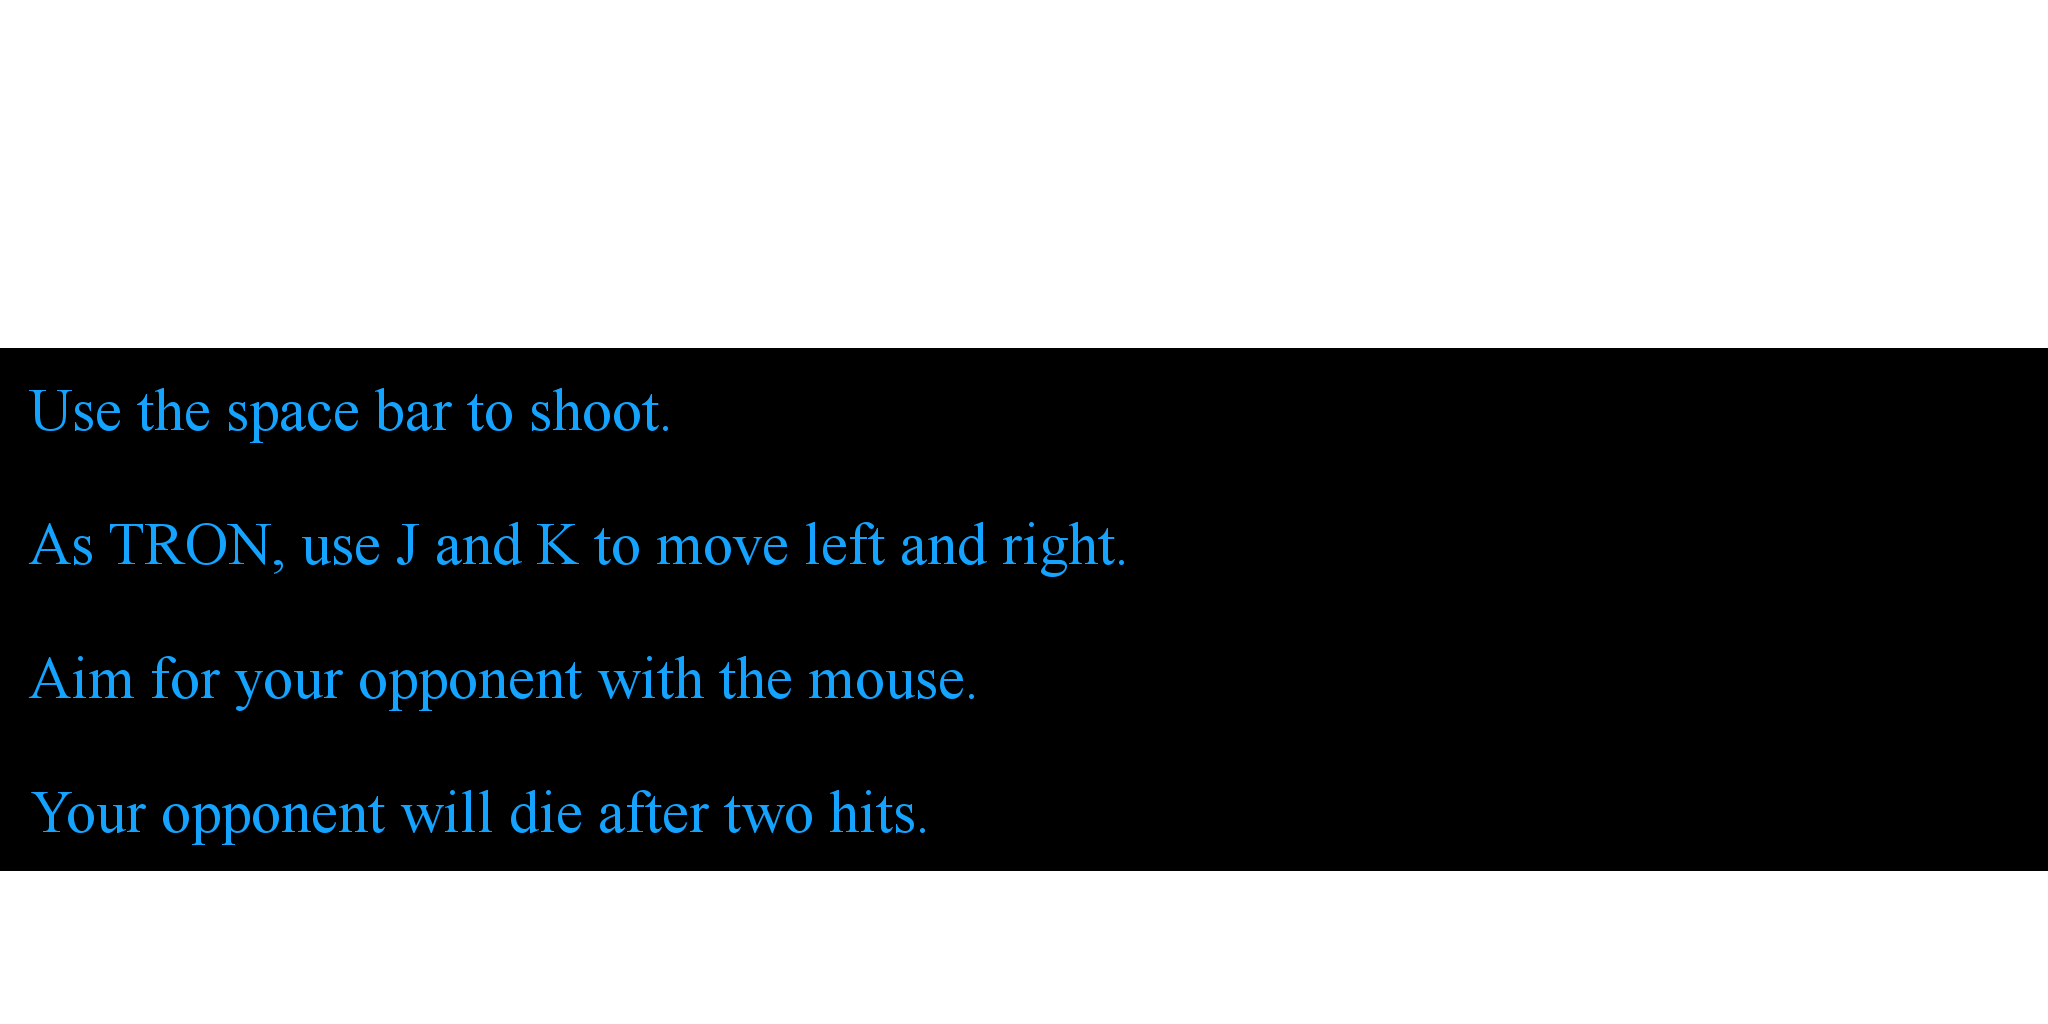 Use the space bar to shoot.
As TRON, use J and K to move left and right.
Aim for your opponent with the mouse.
Your opponent will die after two hits.